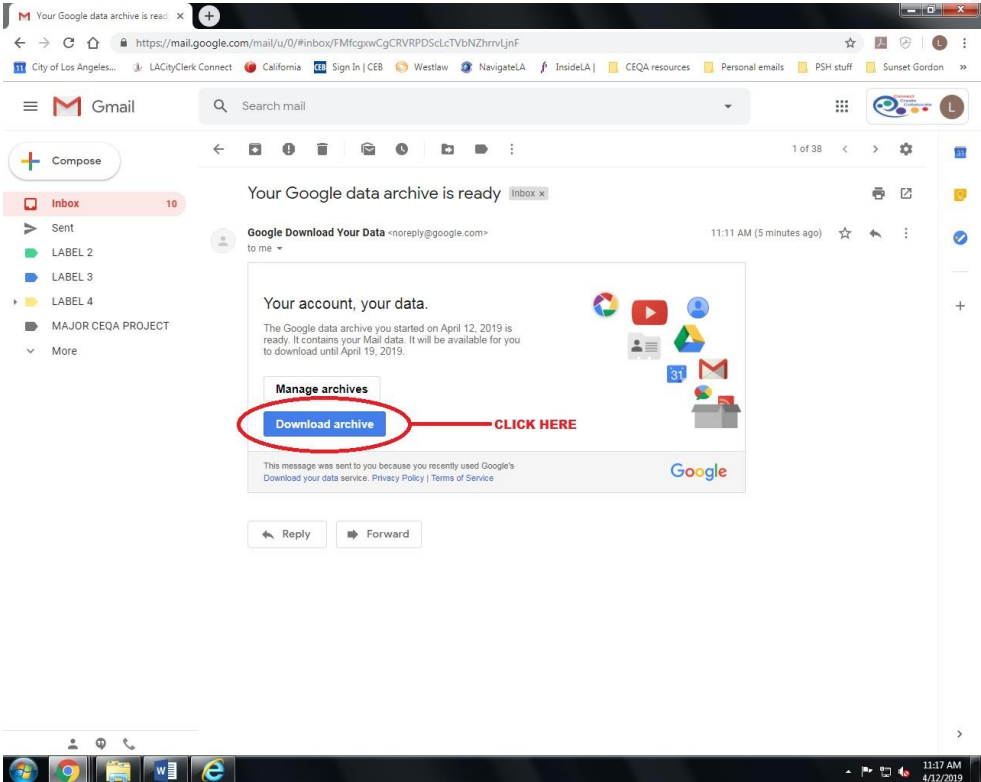 Your Google data archive is read
https://mail.google.com/mail/u/0/#inbox/FMfcgxwCgCRVRPDScLcTVbNZhrrvLjnF
City of Los Angeles...
LACityClerk Connect
California
CEB Sign In | CEB
Westlaw
NavigateLA
InsideLA |
CEQA resources
Personal emails
PSH stuff
Sunset Gordon
»
Gmail
Search mail
L
Compose
1 of 38
Inbox 10
Sent
LABEL 2
LABEL 3
LABEL 4
MAJOR CEQA PROJECT
More
Your Google data archive is ready Inbox x
Google Download Your Data <noreply@google.com>
11:11 AM (5 minutes ago)
to me
Your account, your data.
The Google data archive you started on April 12, 2019 is
ready. It contains your Mail data. It will be available for you
to download until April 19, 2019.
31
Manage archives
Download archive
CLICK HERE
This message was sent to you because you recently used Google's
Download your data service. Privacy Policy | Terms of Service
Google
Reply
Forward
11:17 AM
4/12/2019